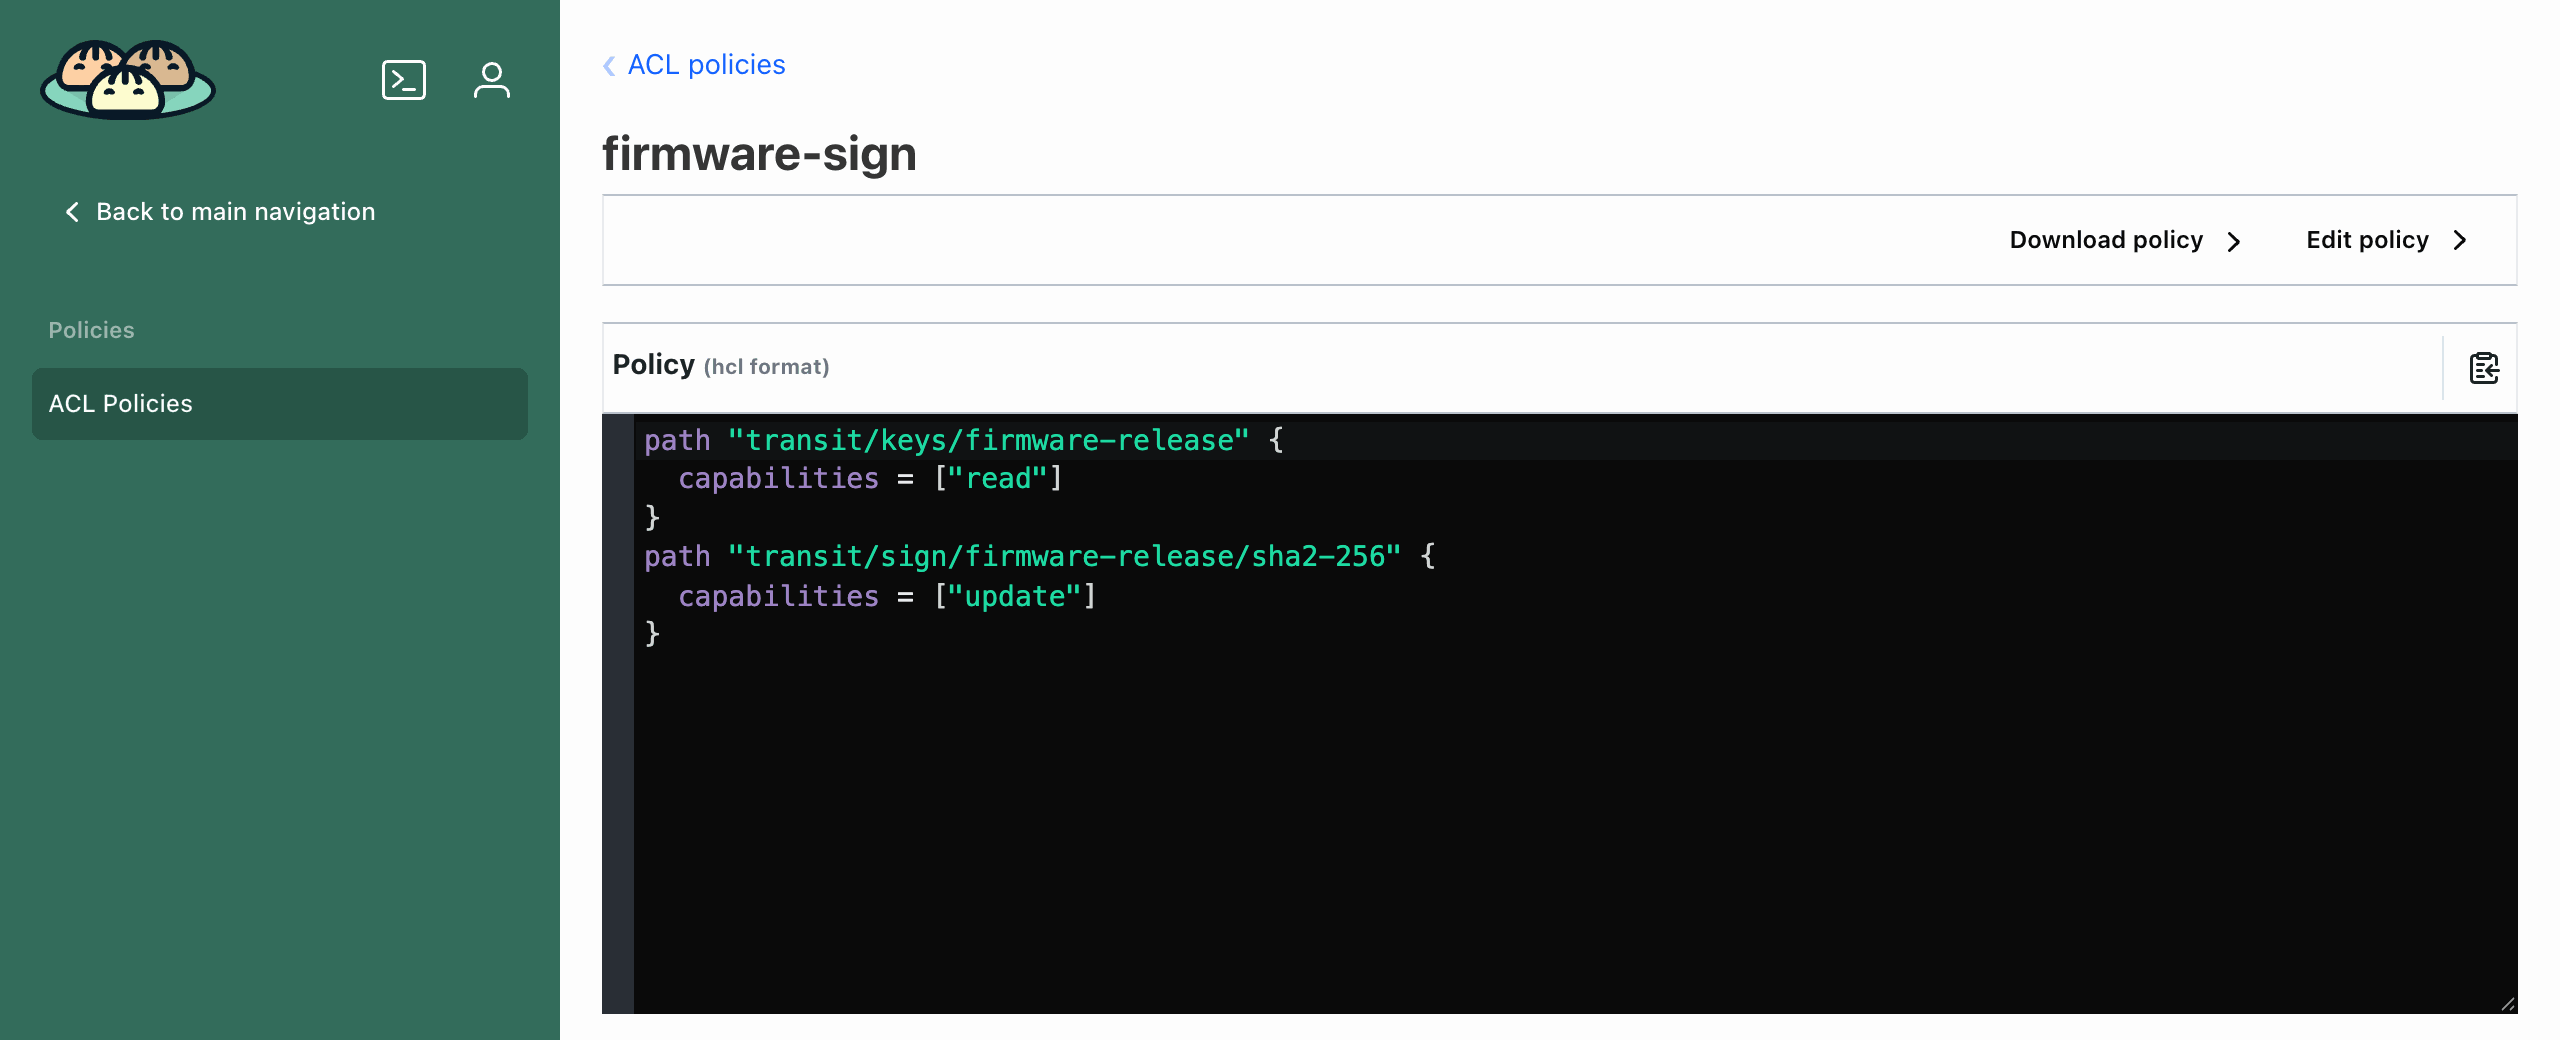 ACL policies
firmware-sign
Back to main navigation
Download policy
Edit policy
Policies
Policy (hcl format)
ACL Policies
path "transit/keys/firmware-release" {
  capabilities = ["read"]
}
path "transit/sign/firmware-release/sha2-256" {
  capabilities = ["update"]
}